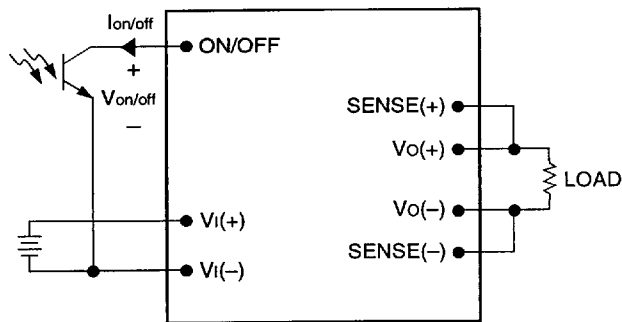 Ion/off
ON/OFF
+
Von/off
–
SENSE(+)
VO(+)
LOAD
VO(–)
VI(+)
SENSE(–)
VI(–)